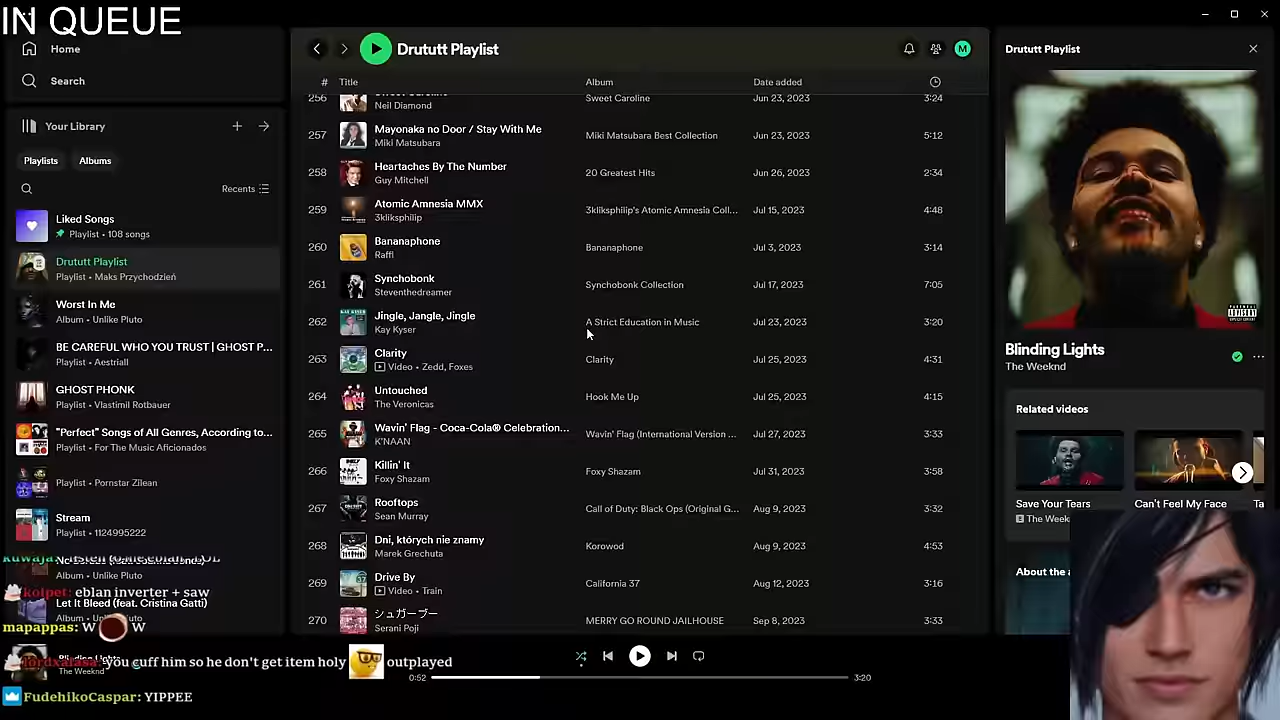 IN QUEUE
Home
Search
Your Library
Playlists
Albums
Recents
Liked Songs
Playlist • 108 songs
Drututt Playlist
Playlist • Maks Przychodzień
Worst In Me
Album • Unlike Pluto
BE CAREFUL WHO YOU TRUST | GHOST P...
Playlist • Aestriall
GHOST PHONK
Playlist • Vlastimil Rotbauer
"Perfect" Songs of All Genres, According to...
Playlist • For The Music Aficionados
Playlist • Pornstar Zilean
Stream
Playlist • 1124995222
Album • Unlike Pluto
Let It Bleed (feat. Cristina Gatti)
The Weeknd
kolpet: eblan inverter + saw
mapappas: W W
lordxafasa: you cuff him so he don't get item holy outplayed
FudehikoCaspar: YIPPEE
Drututt Playlist
M
# Title Album Date added
256 Neil Diamond Sweet Caroline Jun 23, 2023 3:24
257 Mayonaka no Door / Stay With Me Miki Matsubara Best Collection Jun 23, 2023 5:12
Miki Matsubara
258 Heartaches By The Number 20 Greatest Hits Jun 26, 2023 2:34
Guy Mitchell
259 Atomic Amnesia MMX 3kliksphilip's Atomic Amnesia Coll... Jul 15, 2023 4:48
3kliksphilip
260 Bananaphone Bananaphone Jul 3, 2023 3:14
Raffi
261 Synchobonk Synchobonk Collection Jul 17, 2023 7:05
Steventhedreamer
262 Jingle, Jangle, Jingle A Strict Education in Music Jul 23, 2023 3:20
Kay Kyser
263 Clarity Clarity Jul 25, 2023 4:31
Video • Zedd, Foxes
264 Untouched Hook Me Up Jul 25, 2023 4:15
The Veronicas
265 Wavin' Flag - Coca-Cola® Celebration... Wavin' Flag (International Version ... Jul 27, 2023 3:33
K'NAAN
266 Killin' It Foxy Shazam Jul 31, 2023 3:58
Foxy Shazam
267 Rooftops Call of Duty: Black Ops (Original G... Aug 9, 2023 3:32
Sean Murray
268 Dni, których nie znamy Korowod Aug 9, 2023 4:53
Marek Grechuta
269 Drive By California 37 Aug 12, 2023 3:16
Video • Train
270 シュガーブー MERRY GO ROUND JAILHOUSE Sep 8, 2023 3:33
Serani Poji
0:52
3:20
Drututt Playlist
Blinding Lights
The Weeknd
Related videos
Save Your Tears
Can't Feel My Face
Ta
The Week
About the a